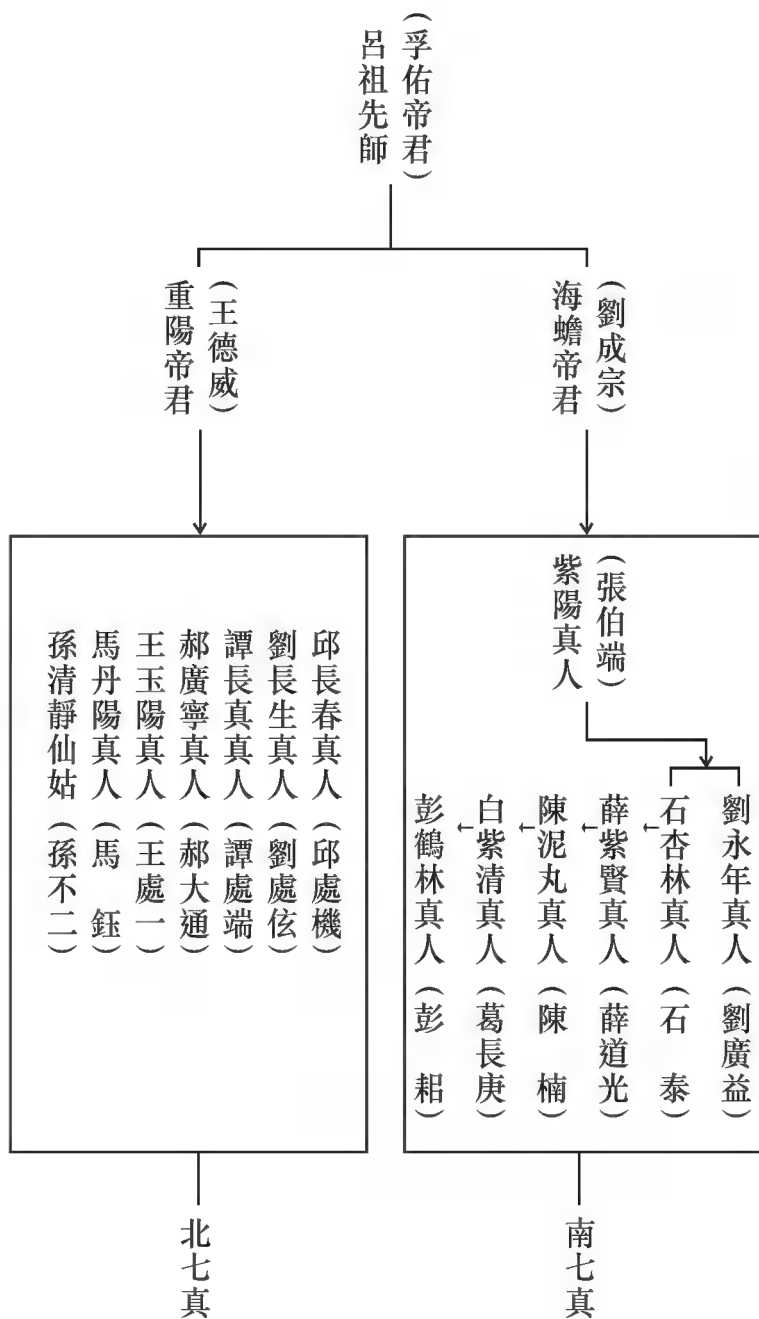 (孚佑帝君)
呂祖先師
(劉成宗)
海蟾帝君
(王德威)
重陽帝君
(張伯端)
紫陽真人
劉永年真人(劉廣益)
石杏林真人(石 泰)
薛紫賢真人(薛道光)
陳泥丸真人(陳 楠)
白紫清真人(葛長庚)
彭鶴林真人(彭 耜)
南七真
邱長春真人(邱處機)
劉長生真人(劉處伭)
譚長真真人(譚處端)
郝廣寧真人(郝大通)
王玉陽真人(王處一)
馬丹陽真人(馬 鈺)
孫清靜仙姑(孫不二)
北七真